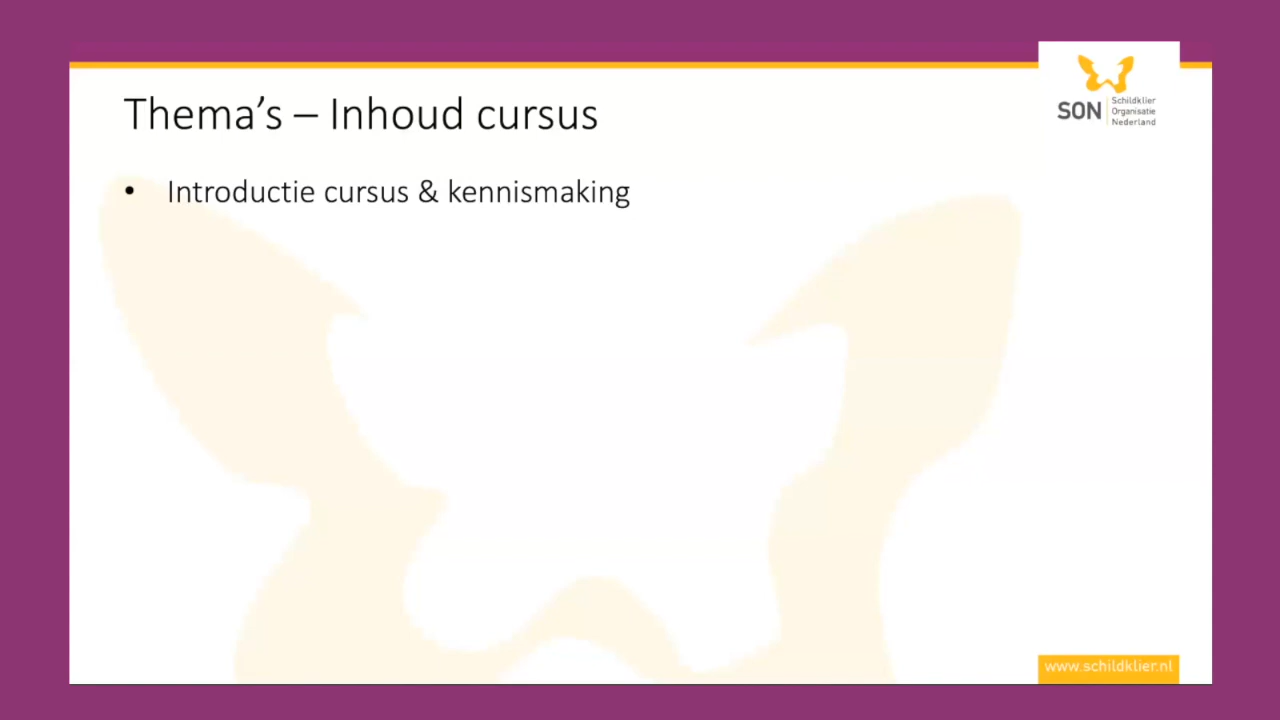 Thema’s – Inhoud cursus
SON
Schildklier
Organisatie
Nederland
• Introductie cursus & kennismaking
www.schildklier.nl